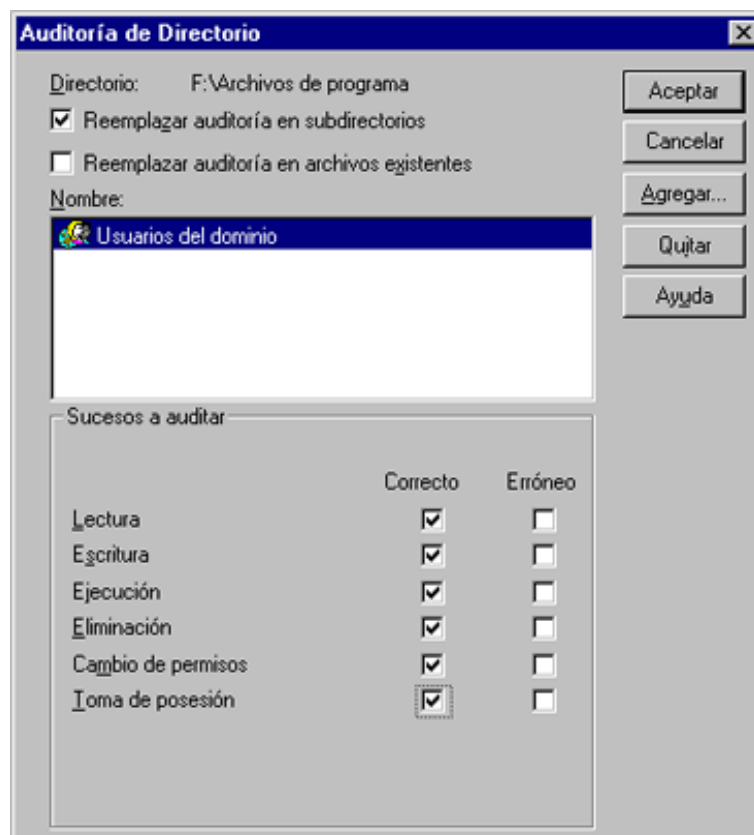 Auditoría de Directorio
Directorio: F:\Archivos de programa
Reemplazar auditoría en subdirectorios
Reemplazar auditoría en archivos existentes
Nombre:
Usuarios del dominio
Aceptar
Cancelar
Agregar...
Quitar
Ayuda
Sucesos a auditar
Correcto Erróneo
Lectura
Escritura
Ejecución
Eliminación
Cambio de permisos
Toma de posesión